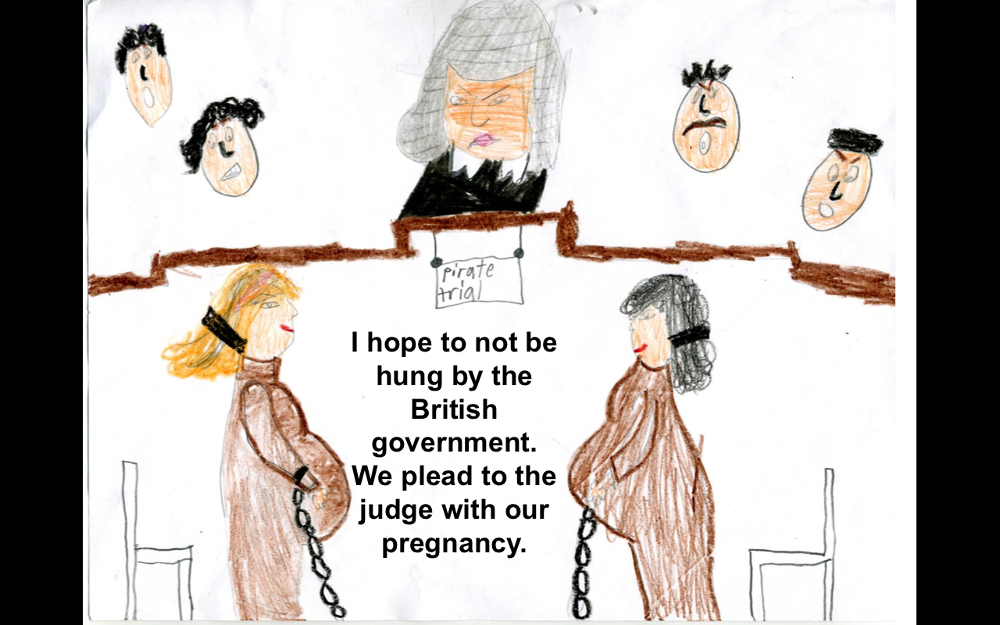 pirate
trial
I hope to not be
hung by the
British
government.
We plead to the
judge with our
pregnancy.